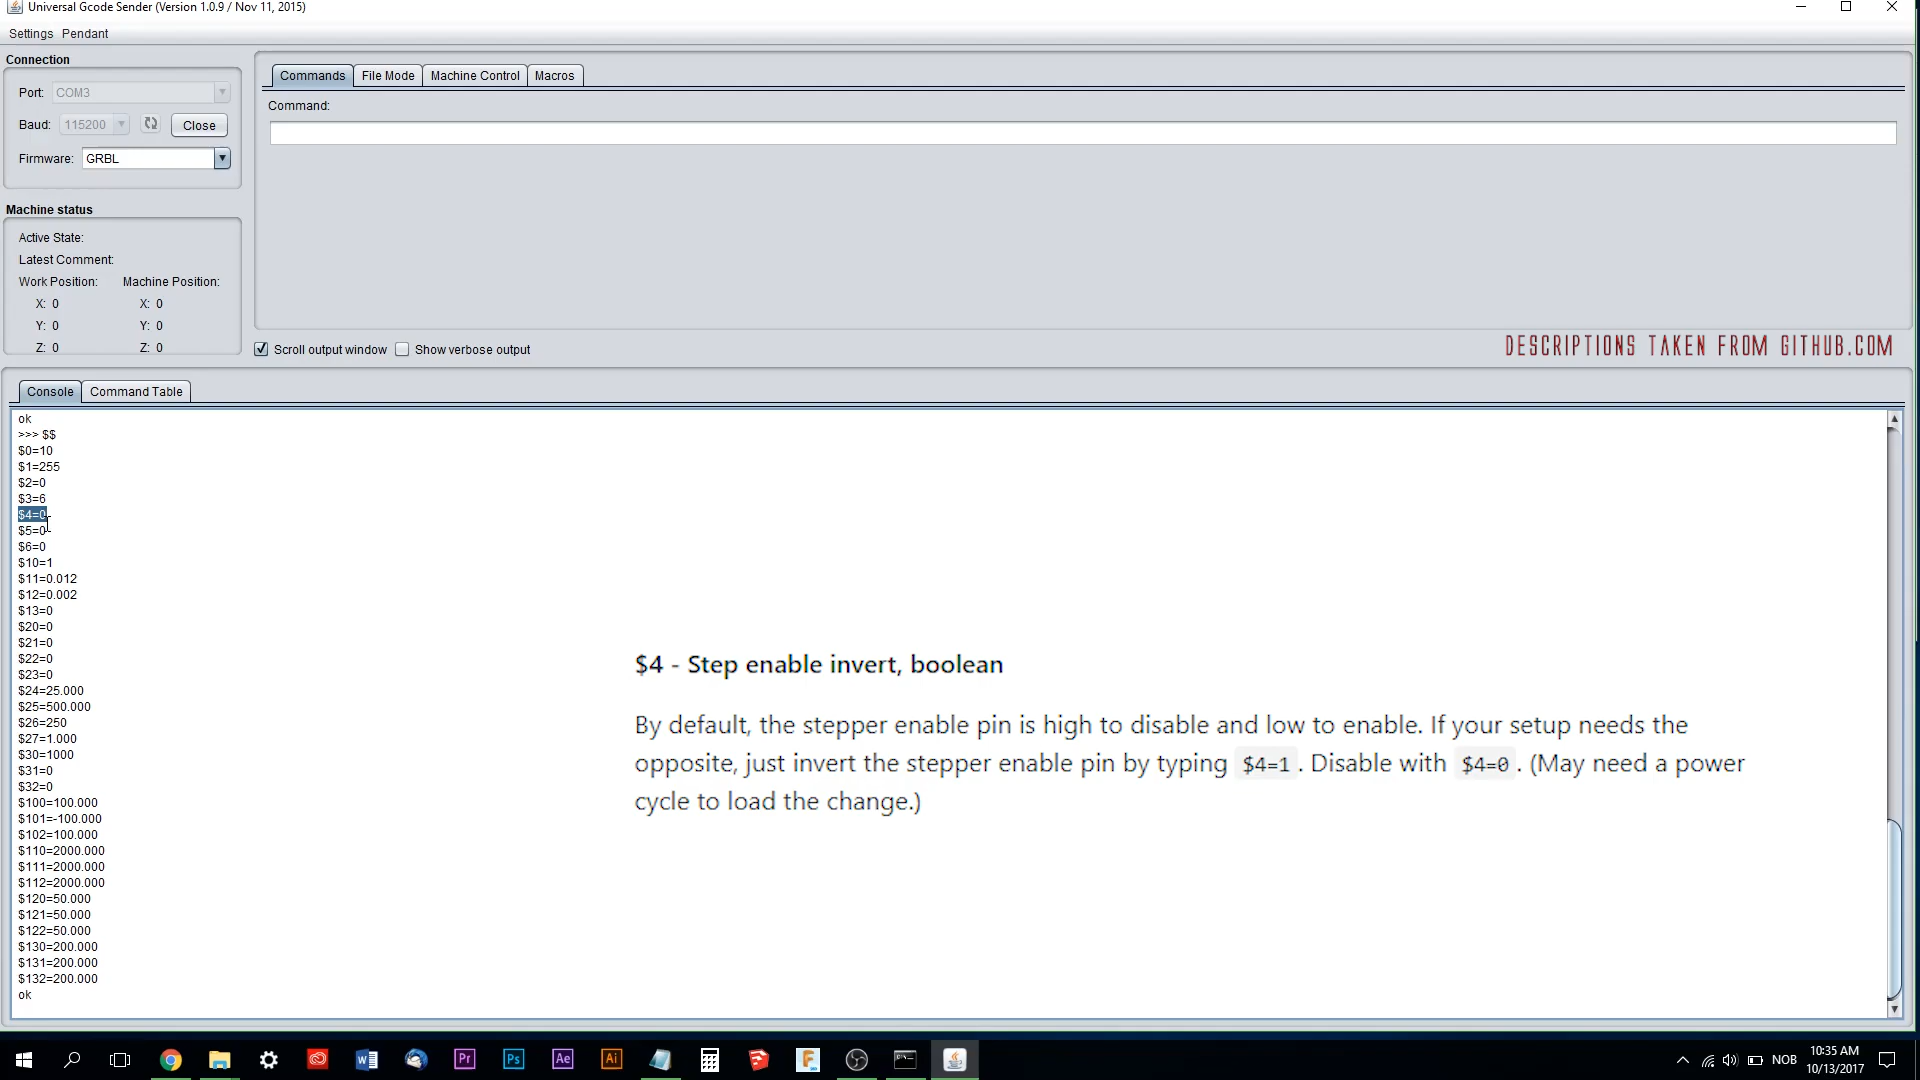 Universal Gcode Sender (Version 1.0.9 / Nov 11, 2015)
Settings Pendant
Connection
Port: COM3
Baud: 115200 Close
Firmware: GRBL
Machine status
Active State:
Latest Comment:
Work Position: Machine Position:
X: 0 X: 0
Y: 0 Y: 0
Z: 0 Z: 0
Commands File Mode Machine Control Macros
Command:
Scroll output window Show verbose output
DESCRIPTIONS TAKEN FROM GITHUB.COM
Console Command Table
ok
>>> $$
$0=10
$1=255
$2=0
$3=6
$4=0
$5=0
$6=0
$10=1
$11=0.012
$12=0.002
$13=0
$20=0
$21=0
$22=0
$23=0
$24=25.000
$25=500.000
$26=250
$27=1.000
$30=1000
$31=0
$32=0
$100=100.000
$101=-100.000
$102=100.000
$110=2000.000
$111=2000.000
$112=2000.000
$120=50.000
$121=50.000
$122=50.000
$130=200.000
$131=200.000
$132=200.000
ok
$4 - Step enable invert, boolean
By default, the stepper enable pin is high to disable and low to enable. If your setup needs the
opposite, just invert the stepper enable pin by typing $4=1 . Disable with $4=0 . (May need a power
cycle to load the change.)
Pr Ps Ae Ai
NOB
10:35 AM
10/13/2017